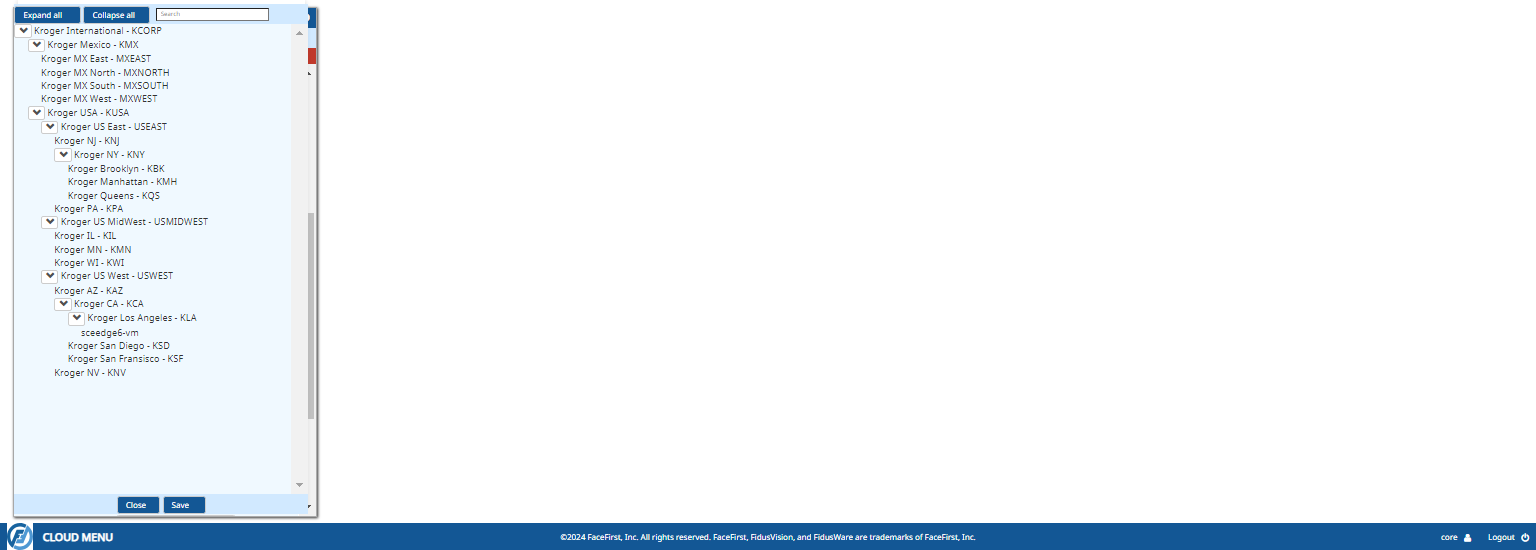 Expand all Collapse all Search
Kroger International - KCORP
Kroger Mexico - KMX
Kroger MX East - MXEAST
Kroger MX North - MXNORTH
Kroger MX South - MXSOUTH
Kroger MX West - MXWEST
Kroger USA - KUSA
Kroger US East - USEAST
Kroger NJ - KNJ
Kroger NY - KNY
Kroger Brooklyn - KBK
Kroger Manhattan - KMH
Kroger Queens - KQS
Kroger PA - KPA
Kroger US MidWest - USMIDWEST
Kroger IL - KIL
Kroger MN - KMN
Kroger WI - KWI
Kroger US West - USWEST
Kroger AZ - KAZ
Kroger CA - KCA
Kroger Los Angeles - KLA
sceedge6-vm
Kroger San Diego - KSD
Kroger San Fransisco - KSF
Kroger NV - KNV
Close Save
CLOUD MENU ©2024 FaceFirst, Inc. All rights reserved. FaceFirst, FidusVision, and FidusWare are trademarks of FaceFirst, Inc. core Logout